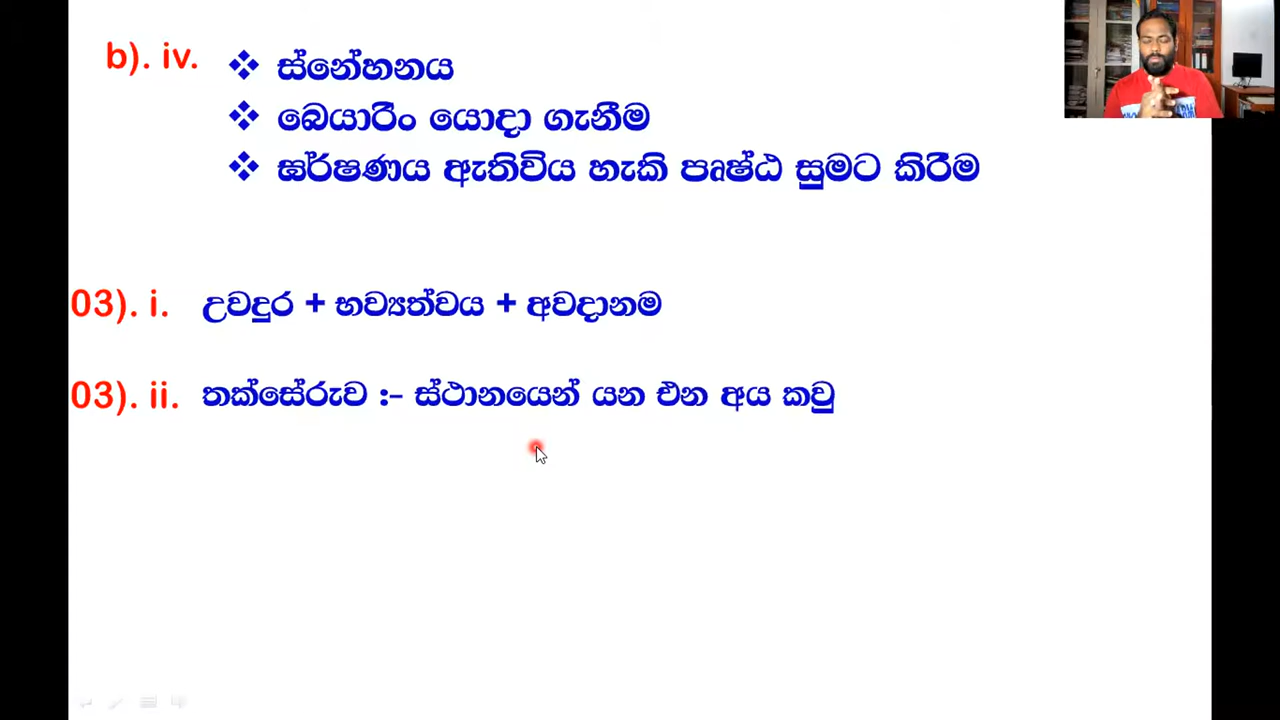 b). iv. ❖ ස්නේහනය
❖ බෙයාරිං යොදා ගැනීම
❖ ඝර්ෂණය ඇතිවිය හැකි පෘෂ්ඨ සුමට කිරීම
03). i. උවදුර + භව්‍යත්වය + අවදානම
03). ii. තක්සේරුව :- ස්ථානයෙන් යන එන අය කවු